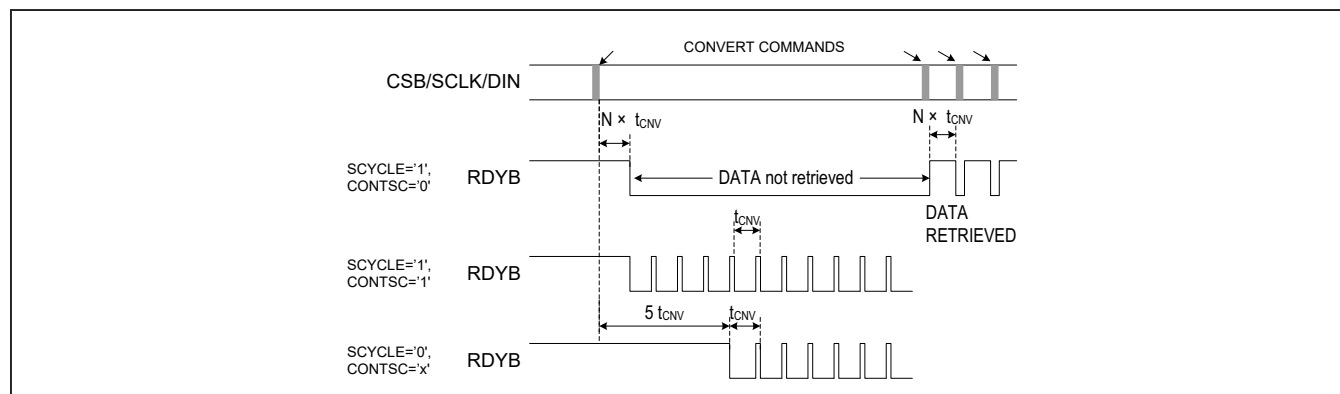 CONVERT COMMANDS
CSB/SCLK/DIN
N × tCNV
N × tCNV
SCYCLE='1',
CONTSC='0'
RDYB
DATA not retrieved
DATA
RETRIEVED
tCNV
SCYCLE='1',
CONTSC='1'
RDYB
5 tCNV
tCNV
SCYCLE='0',
CONTSC='x'
RDYB